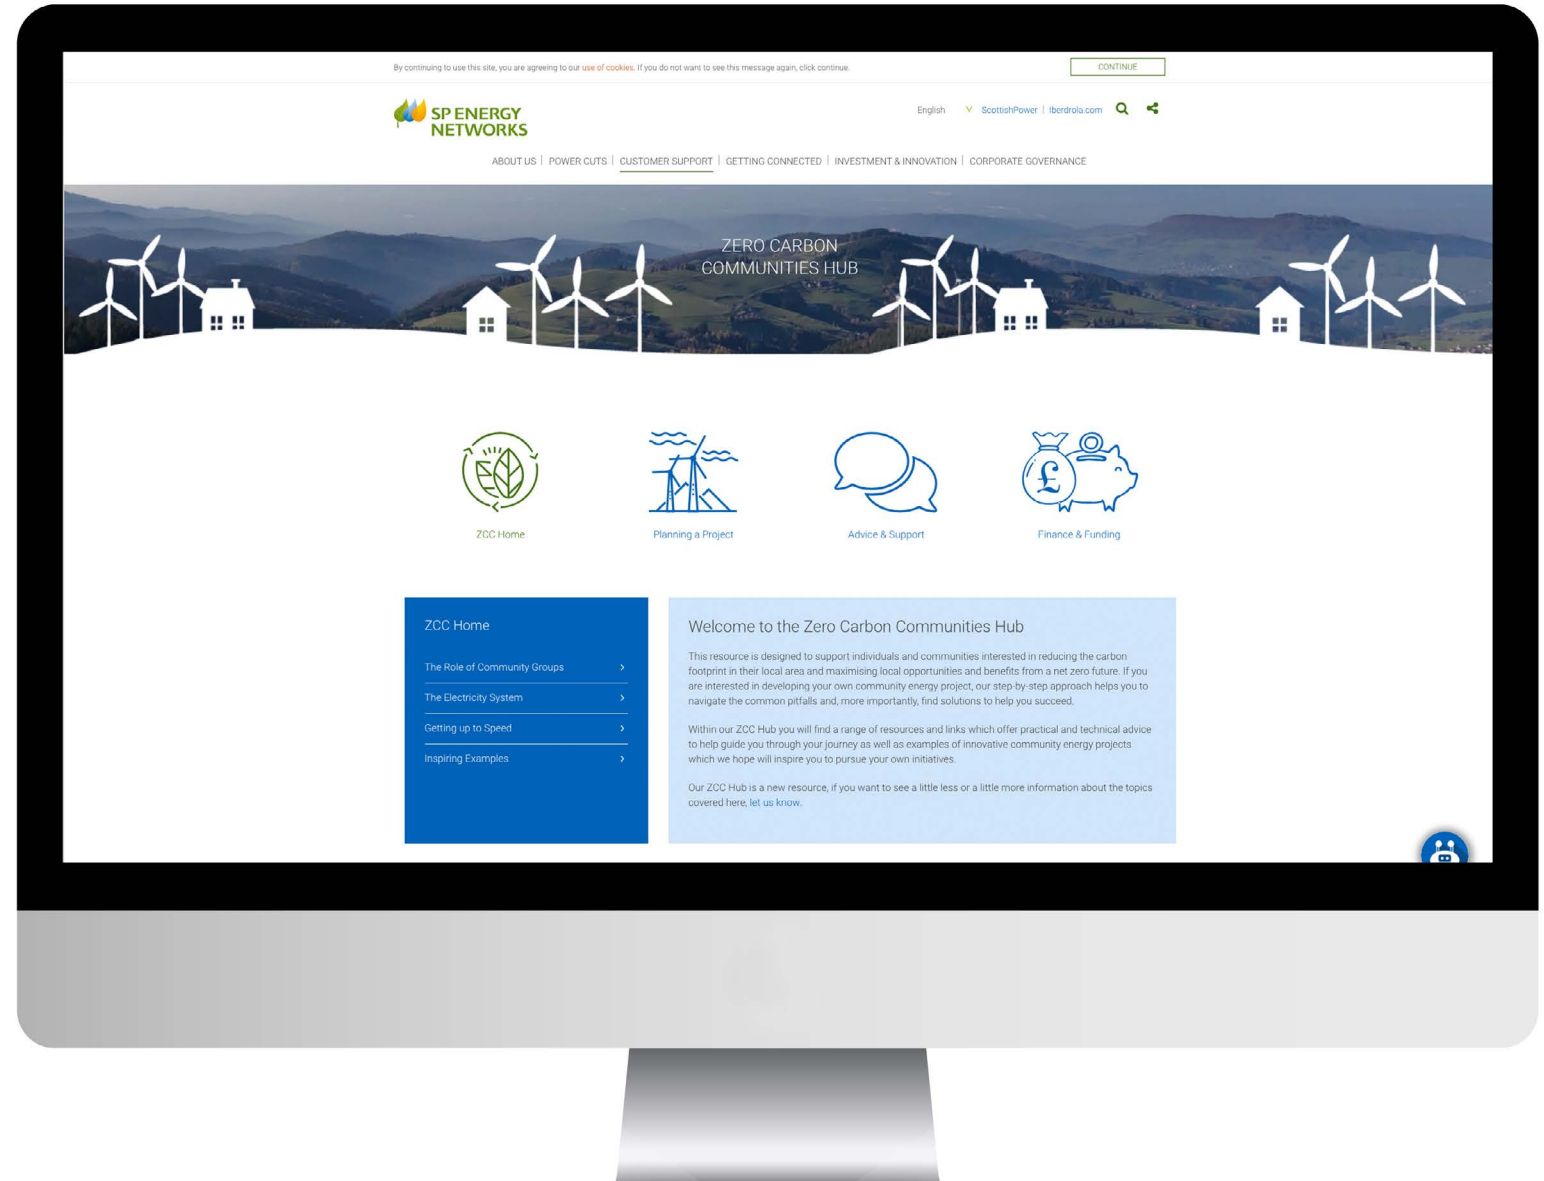 By continuing to use this site, you are agreeing to our use of cookies. If you do not want to see this message again, click continue.
CONTINUE
SP ENERGY
NETWORKS
English
ScottishPower | Iberdrola.com
ABOUT US | POWER CUTS | CUSTOMER SUPPORT | GETTING CONNECTED | INVESTMENT & INNOVATION | CORPORATE GOVERNANCE
ZERO CARBON
COMMUNITIES HUB
£
ZCC Home
Planning a Project
Advice & Support
Finance & Funding
ZCC Home
The Role of Community Groups
The Electricity System
Getting up to Speed
Inspiring Examples
Welcome to the Zero Carbon Communities Hub
This resource is designed to support individuals and communities interested in reducing the carbon
footprint in their local area and maximising local opportunities and benefits from a net zero future. If you
are interested in developing your own community energy project, our step-by-step approach helps you to
navigate the common pitfalls and, more importantly, find solutions to help you succeed.
Within our ZCC Hub you will find a range of resources and links which offer practical and technical advice
to help guide you through your journey as well as examples of innovative community energy projects
which we hope will inspire you to pursue your own initiatives.
Our ZCC Hub is a new resource, if you want to see a little less or a little more information about the topics
covered here, let us know.